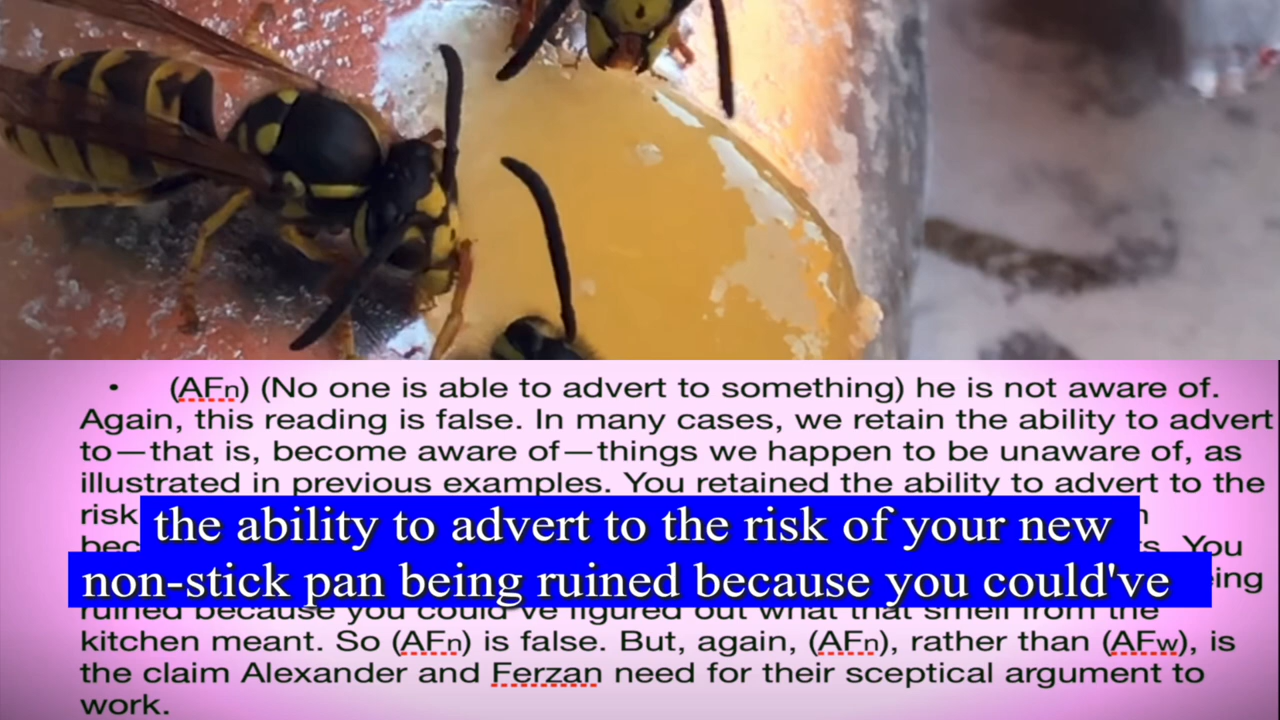 • (AFn) (No one is able to advert to something) he is not aware of.
Again, this reading is false. In many cases, we retain the ability to advert
to—that is, become aware of—things we happen to be unaware of, as
illustrated in previous examples. You retained the ability to advert to the
risk
the ability to advert to the risk of your new
You
non-stick pan being ruined because you could've
ruined because you could've figured out what that smell from the
kitchen meant. So (AFn) is false. But, again, (AFn), rather than (AFw), is
the claim Alexander and Ferzan need for their sceptical argument to
work.